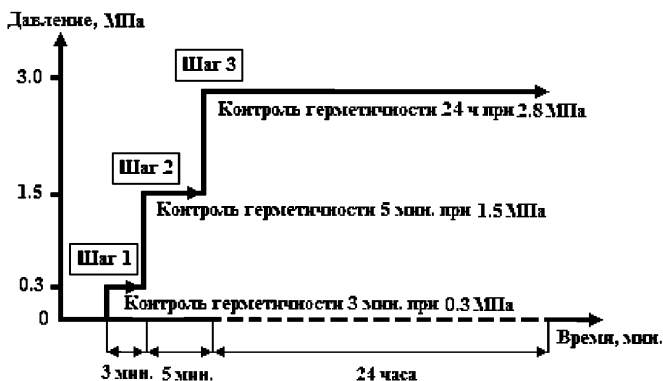 Давление, МПа
Шаг 3
3.0
Контроль герметичности 24 ч при 2.8 МПа
Шаг 2
1.5
Контроль герметичности 5 мин. при 1.5 МПа
Шаг 1
0.3
Контроль герметичности 3 мин. при 0.3 МПа
0
Время, мин.
3 мин. 5 мин. 24 часа